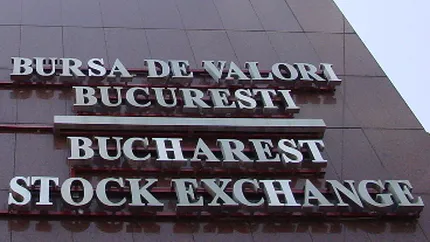 BURSA DE VALORI
BUCURESTI
BUCHAREST
STOCK EXCHANGE